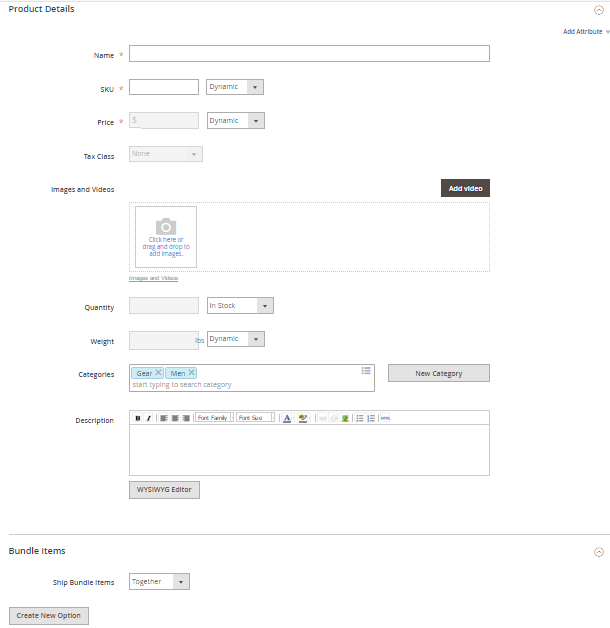 Product Details
Add Attribute
Name *
SKU * Dynamic
Price * $ Dynamic
Tax Class None
Images and Videos Add video
Click here or
drag and drop to
add images.
Images and Videos
Quantity In Stock
Weight lbs Dynamic
Categories Gear Men New Category
start typing to search category
Description B I Font Family Font Size A HTML
WYSIWYG Editor
Bundle Items
Ship Bundle Items Together
Create New Option